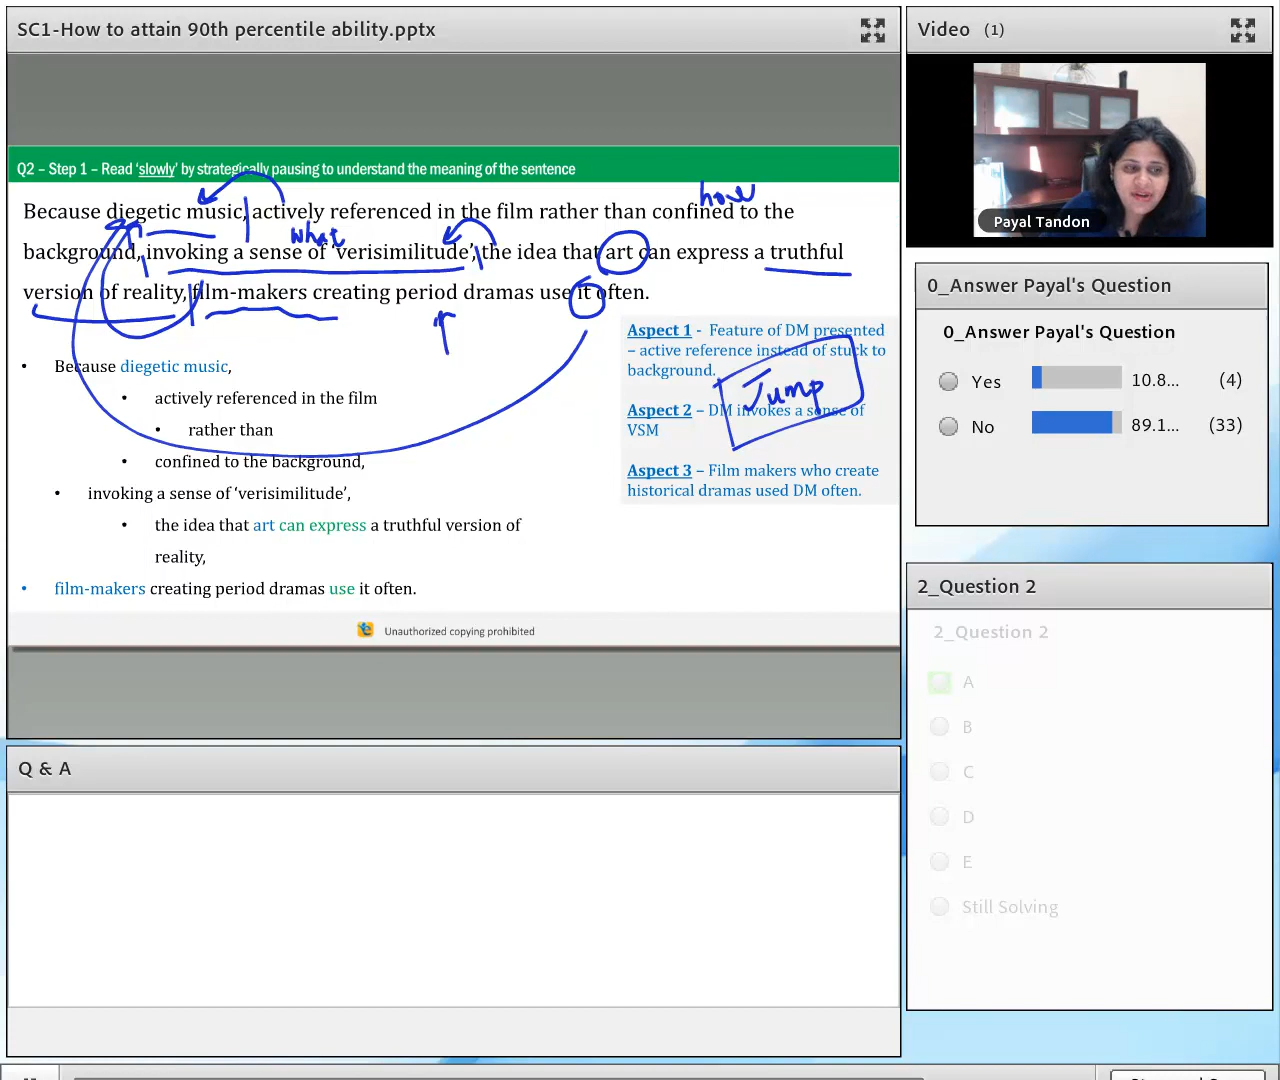 SC1-How to attain 90th percentile ability.pptx
Q2 – Step 1 – Read ‘slowly’ by strategically pausing to understand the meaning of the sentence
how
Because diegetic music, actively referenced in the film rather than confined to the
what
background, invoking a sense of ‘verisimilitude’, the idea that art can express a truthful
version of reality, film-makers creating period dramas use it often.
• Because diegetic music,
• actively referenced in the film
• rather than
• confined to the background,
• invoking a sense of ‘verisimilitude’,
• the idea that art can express a truthful version of
reality,
• film-makers creating period dramas use it often.
Aspect 1 - Feature of DM presented
– active reference instead of stuck to
background.
Jump
Aspect 2 – DM invokes a sense of
VSM
Aspect 3 – Film makers who create
historical dramas used DM often.
Unauthorized copying prohibited
Q & A
Video (1)
Payal Tandon
0_Answer Payal's Question
0_Answer Payal's Question
Yes 10.8... (4)
No 89.1... (33)
2_Question 2
2_Question 2
A
B
C
D
E
Still Solving